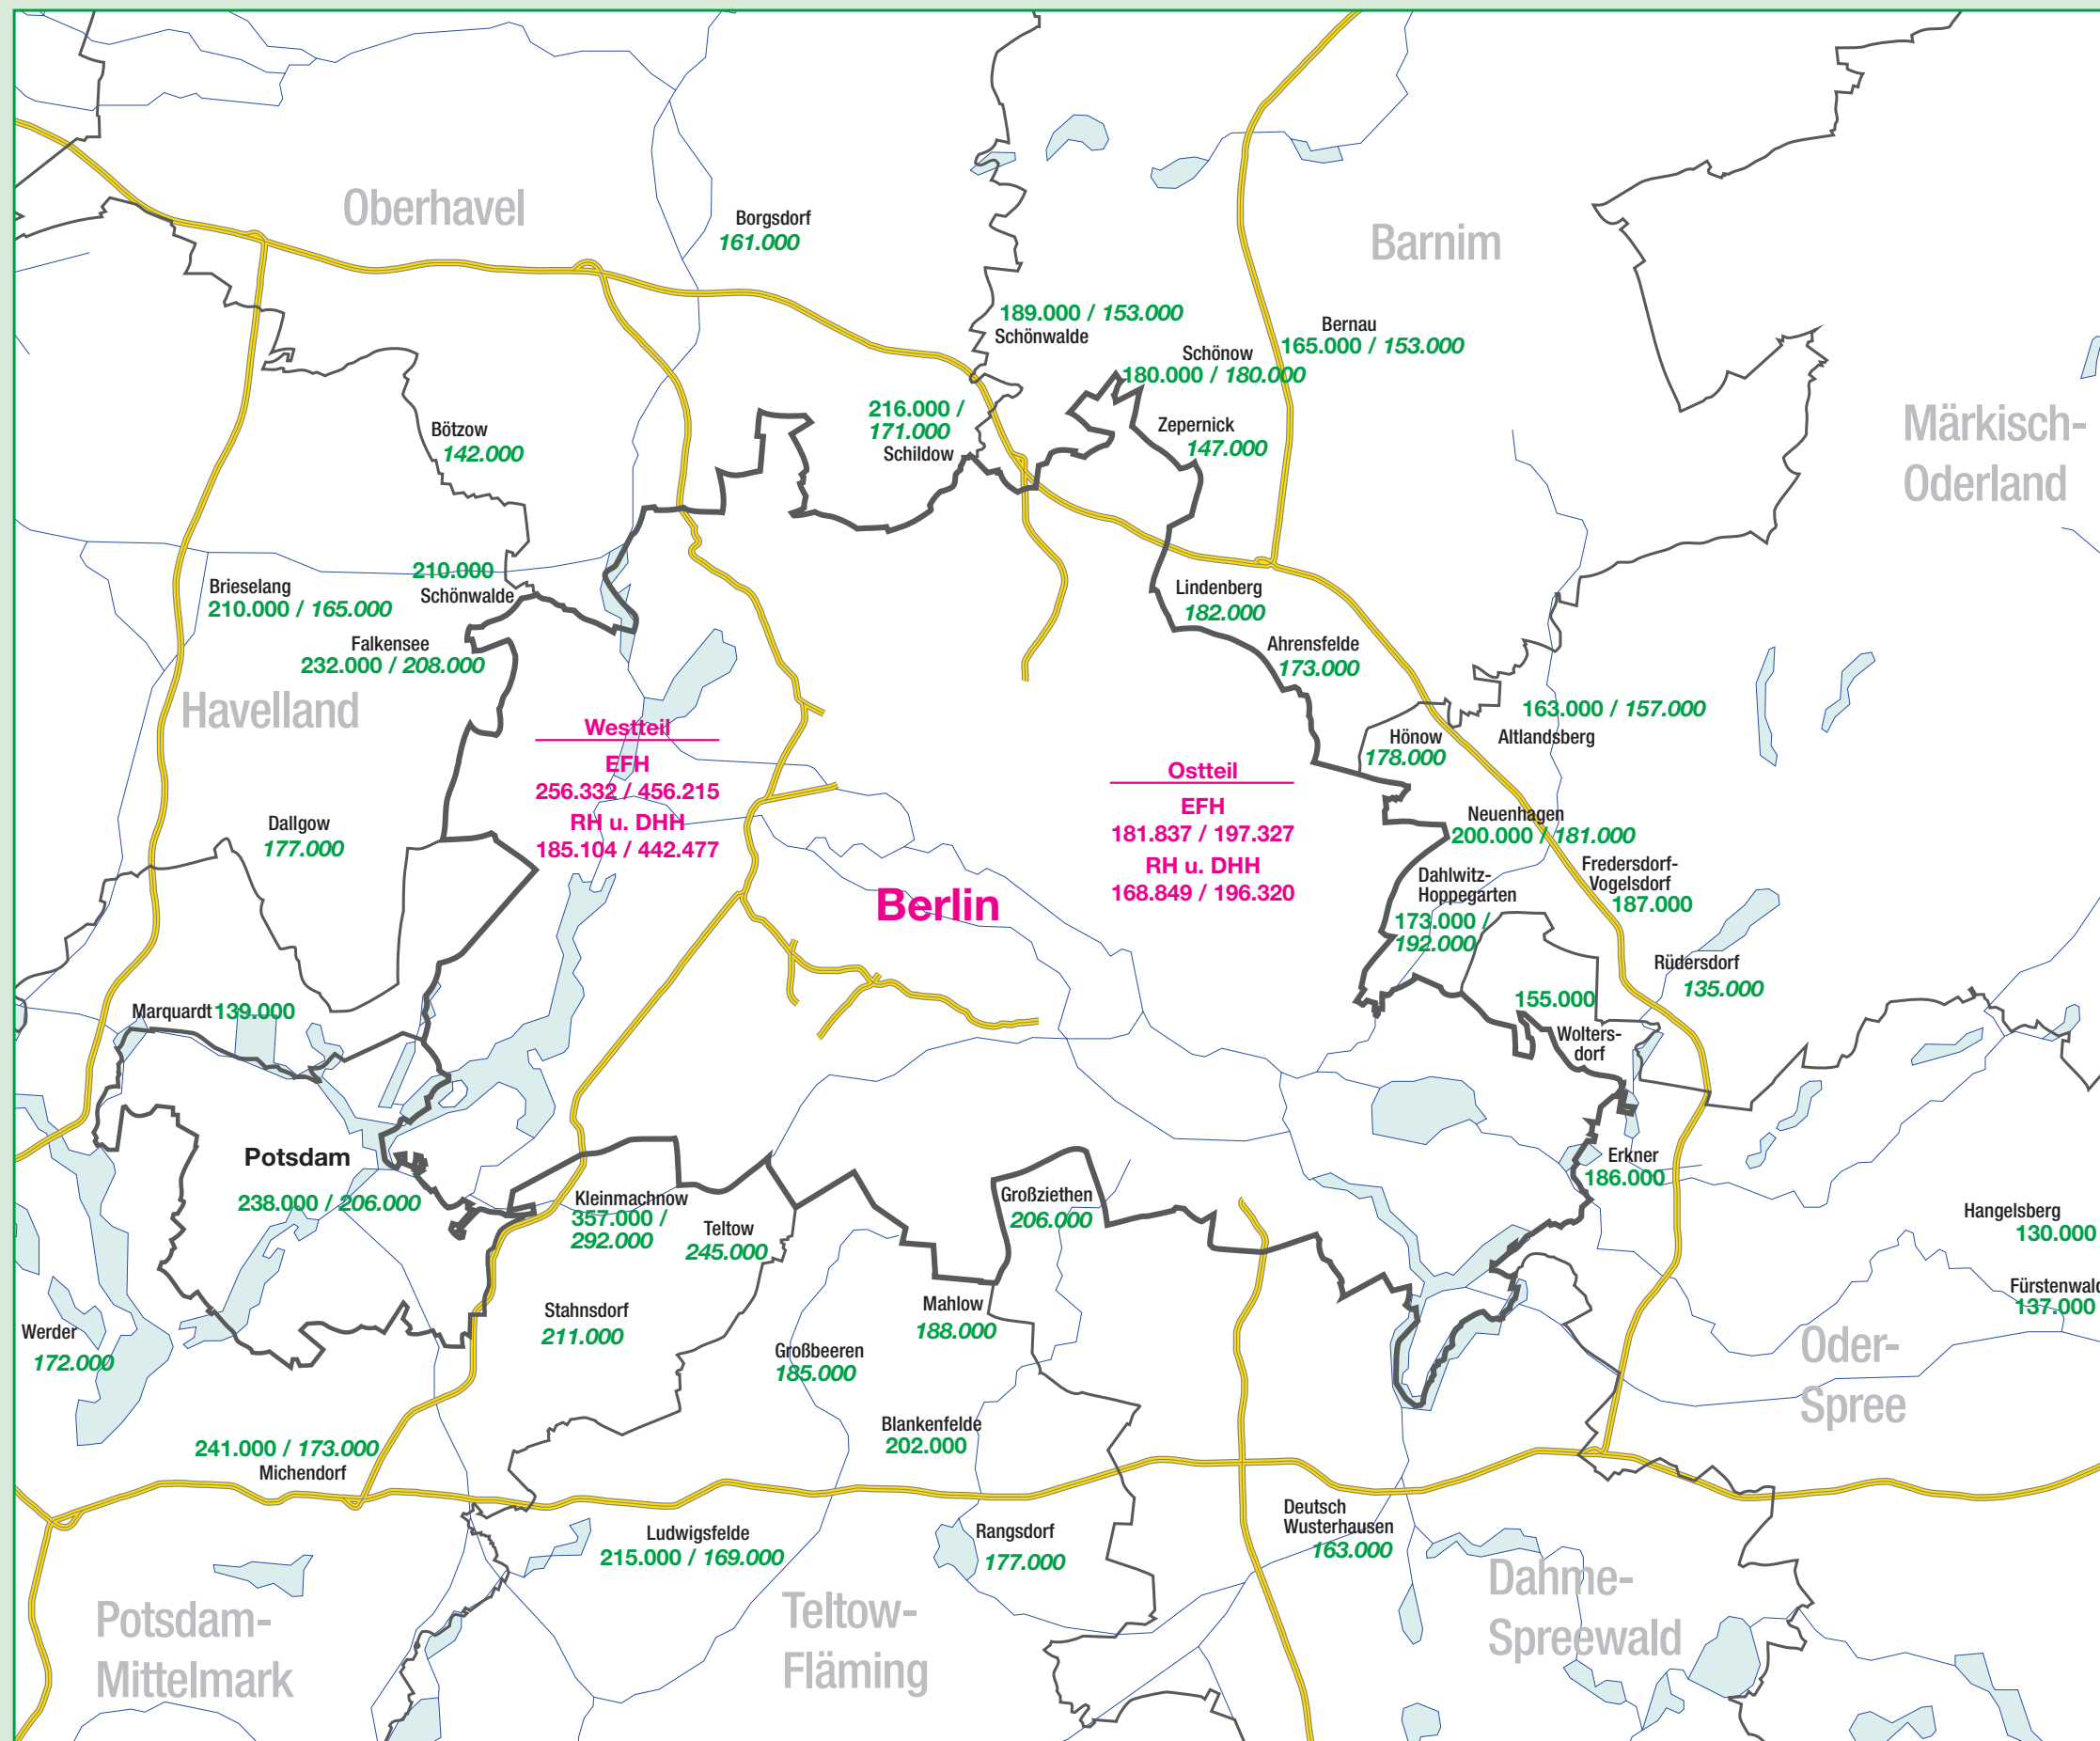 Oberhavel
Borgsdorf
161.000
Barnim
189.000 / 153.000
Schönwalde
Bernau
165.000 / 153.000
Schönow
180.000 / 180.000
216.000 /
171.000
Schildow
Zepernick
147.000
Märkisch-
Oderland
Bötzow
142.000
210.000
Schönwalde
Brieselang
210.000 / 165.000
Falkensee
232.000 / 208.000
Havelland
Lindenberg
182.000
Ahrensfelde
173.000
163.000 / 157.000
Altlandsberg
Hönow
178.000
Westteil
EFH
256.332 / 456.215
RH u. DHH
185.104 / 442.477
Ostteil
EFH
181.837 / 197.327
RH u. DHH
168.849 / 196.320
Berlin
Neuenhagen
200.000 / 181.000
Dallgow
177.000
Fredersdorf-
Vogelsdorf
187.000
Dahlwitz-
Hoppegarten
173.000 /
192.000
Rüdersdorf
135.000
155.000
Wolters-
dorf
Marquardt 139.000
Potsdam
238.000 / 206.000
Erkner
186.000
Kleinmachnow
357.000 /
292.000
Teltow
245.000
Großziethen
206.000
Hangelsberg
130.000
Fürstenwald
137.000
Stahnsdorf
211.000
Mahlow
188.000
Werder
172.000
Großbeeren
185.000
Oder-
Spree
Blankenfelde
202.000
241.000 / 173.000
Michendorf
Ludwigsfelde
215.000 / 169.000
Rangsdorf
177.000
Deutsch
Wusterhausen
163.000
Potsdam-
Mittelmark
Teltow-
Fläming
Dahme-
Spreewald